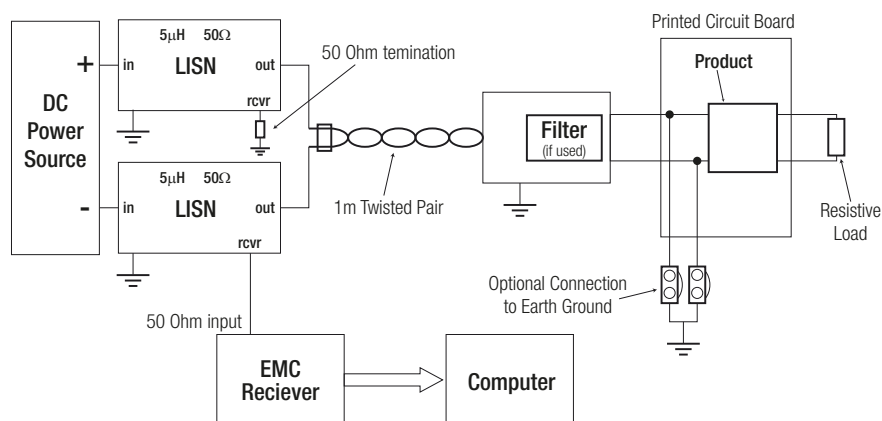 Printed Circuit Board
5μH 50Ω
LISN
in
out
rcvr
+
50 Ohm temination
Product
DC
Power
Source
Filter
(if used)
-
5μH 50Ω
LISN
in
out
rcvr
1m Twisted Pair
Resistive
Load
Optional Connection
to Earth Ground
50 Ohm input
EMC
Reciever
Computer